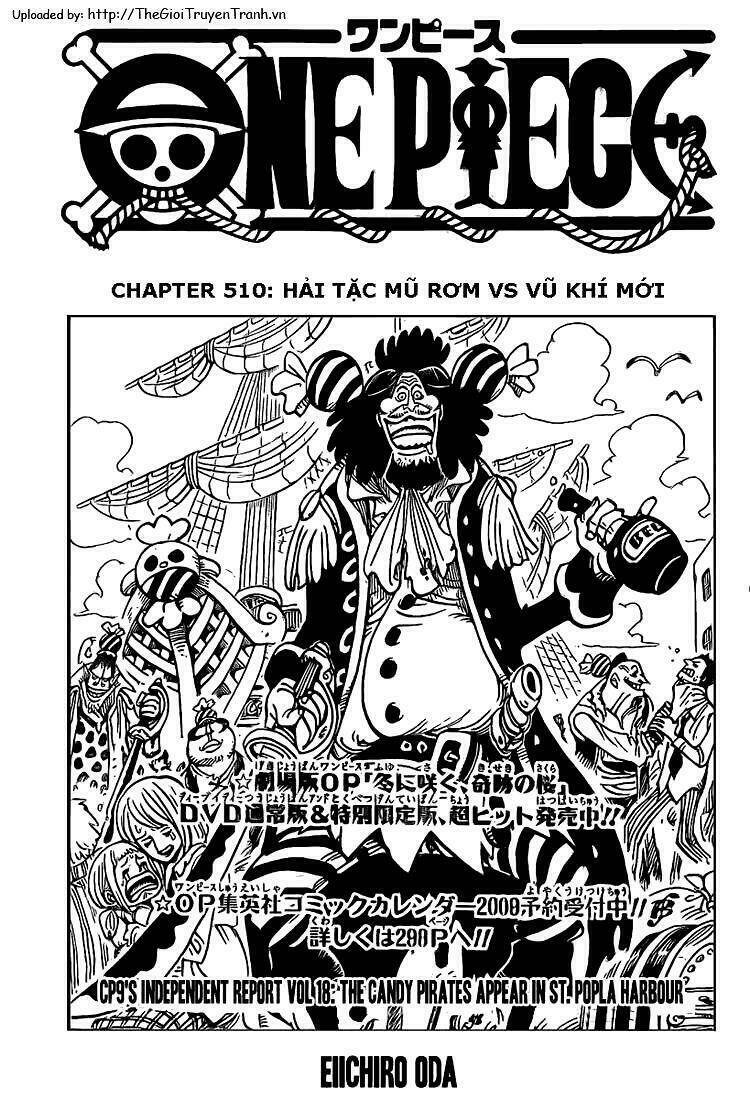 Uploaded by: http://TheGioiTruyenTranh.vn
ワンピース
ONE PIECE
CHAPTER 510: HẢI TẶC MŨ RƠM VS VŨ KHÍ MỚI
☆劇場版OP「冬に咲く、奇跡の桜」
DVD通常版&特別限定版、超ヒット発売中!!
☆OP集英社コミックカレンダー2009予約受付中!!
詳しくは290Pへ!!
CP9'S INDEPENDENT REPORT VOL 18: THE CANDY PIRATES APPEAR IN ST. POPLA HARBOUR
EIICHIRO ODA